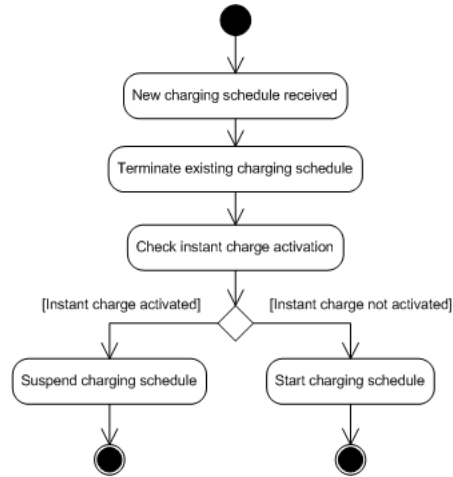 New charging schedule received
Terminate existing charging schedule
Check instant charge activation
[Instant charge activated]
[Instant charge not activated]
Suspend charging schedule
Start charging schedule